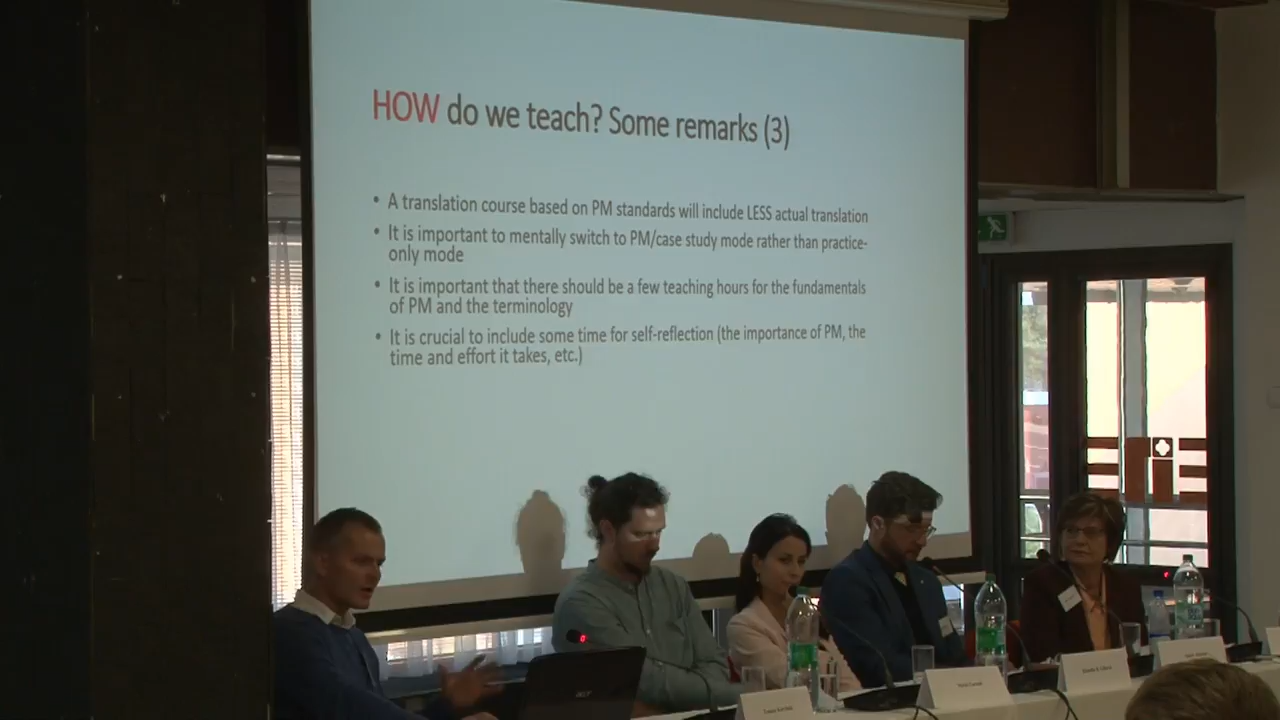 HOW do we teach? Some remarks (3)
• A translation course based on PM standards will include LESS actual translation
• It is important to mentally switch to PM/case study mode rather than practice-
only mode
• It is important that there should be a few teaching hours for the fundamentals
of PM and the terminology
• It is crucial to include some time for self-reflection (the importance of PM, the
time and effort it takes, etc.)
acer